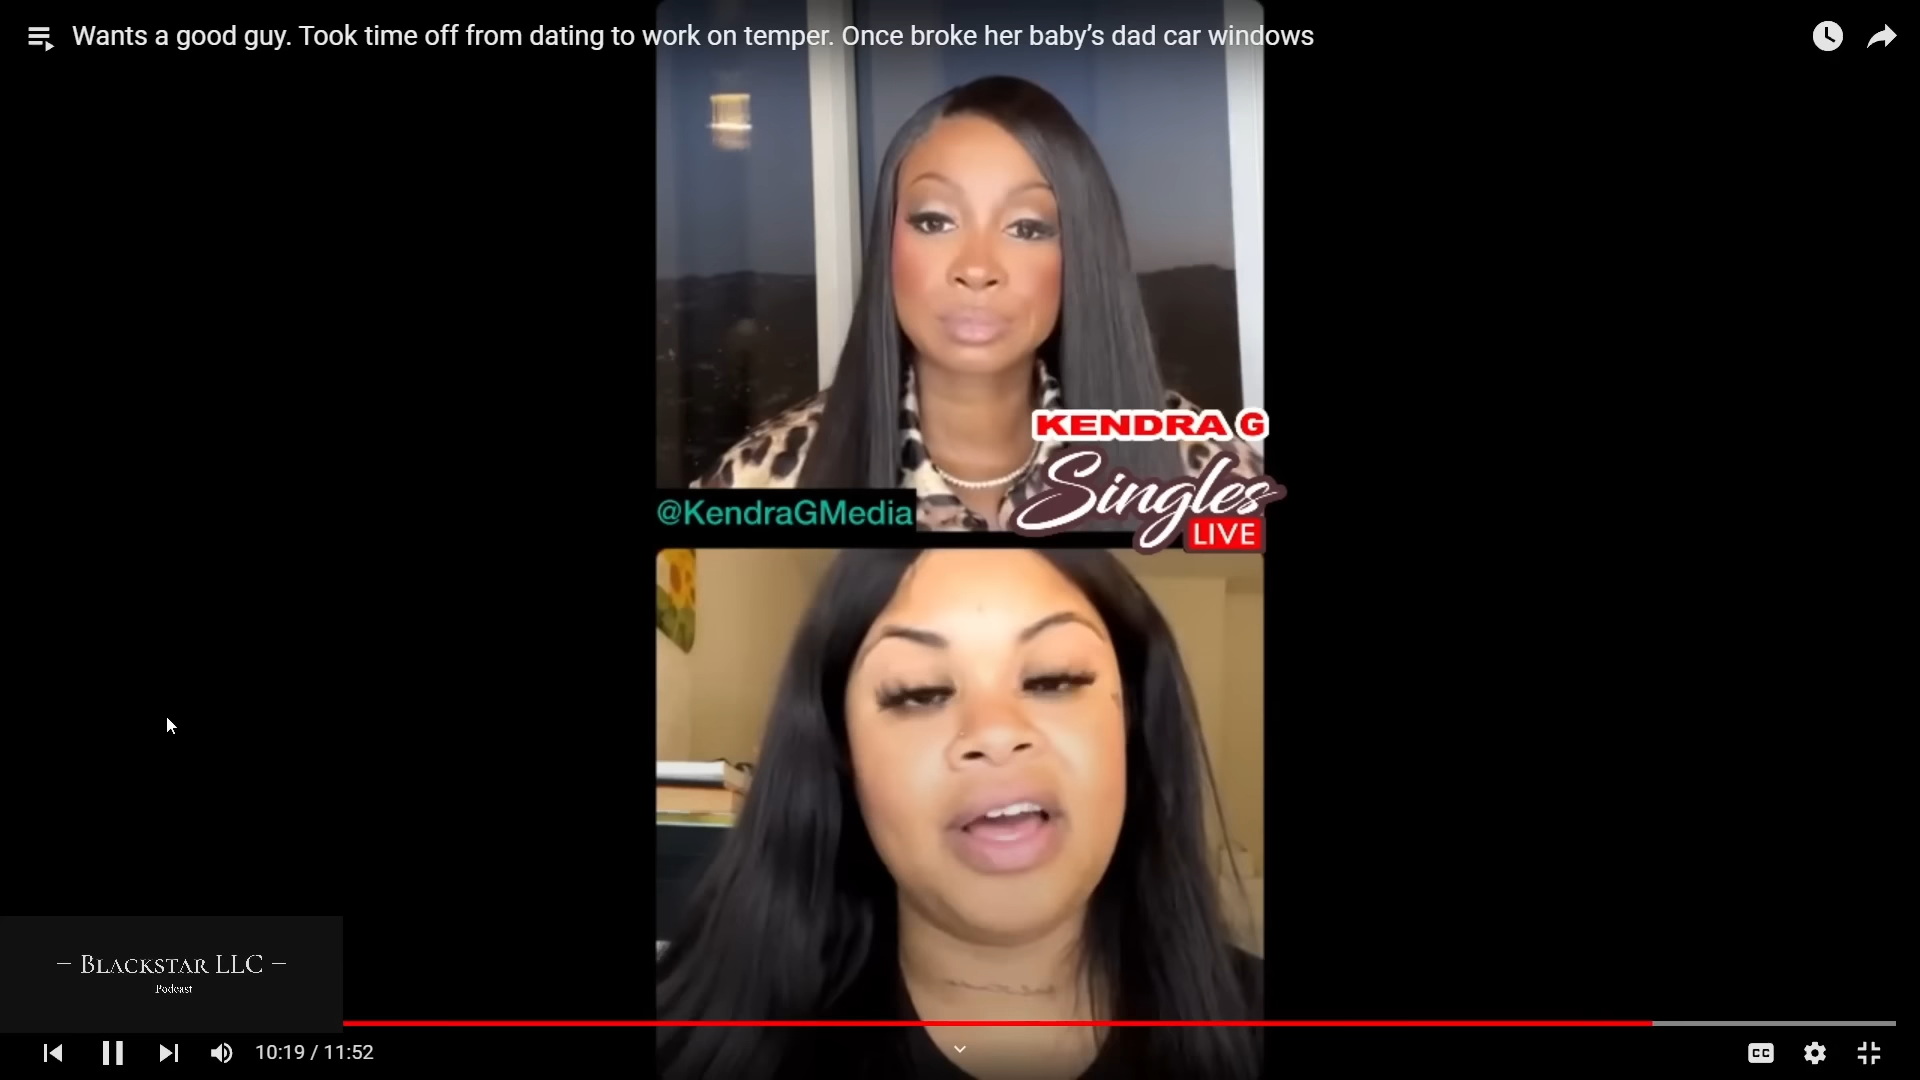 Wants a good guy. Took time off from dating to work on temper. Once broke her baby’s dad car windows
KENDRA G
Singles
LIVE
@KendraGMedia
– BLACKSTAR LLC –
Podcast
10:19 / 11:52
CC